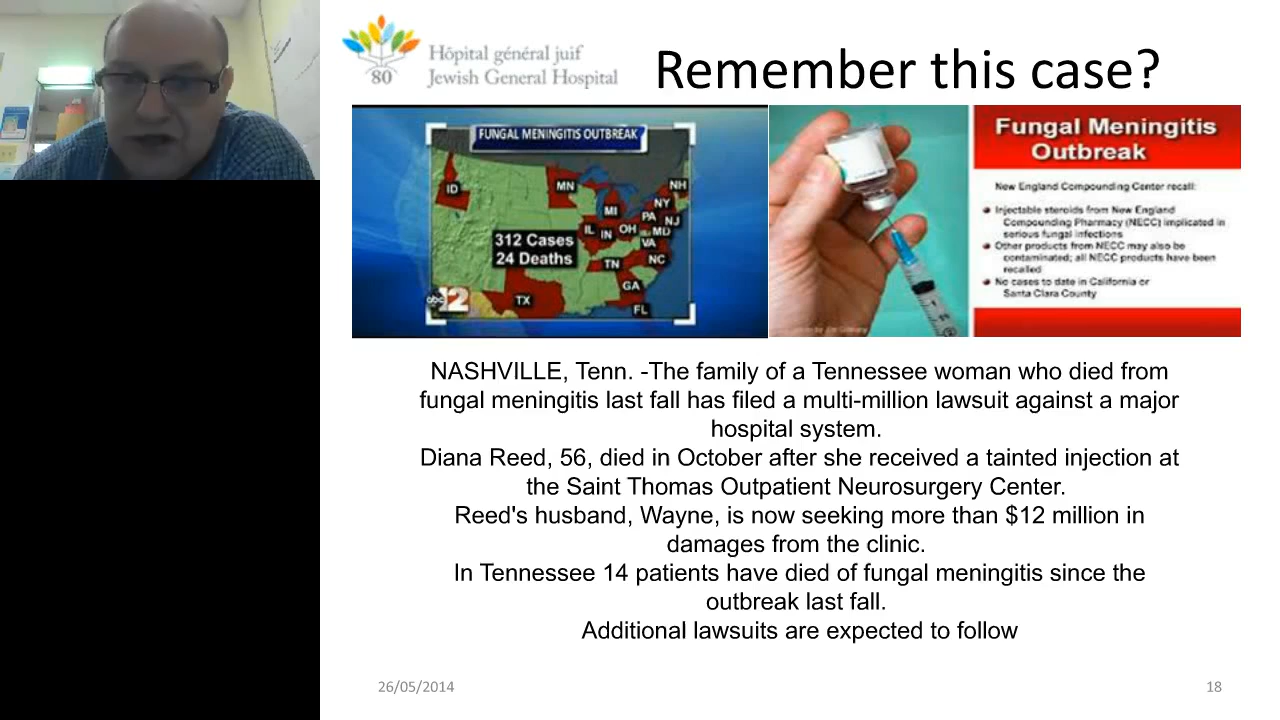 Hôpital général juif
Jewish General Hospital
80
Remember this case?
FUNGAL MENINGITIS OUTBREAK
ID
MN
NH
MI
NY
PA
NJ
IL
IN
OH
MD
VA
312 Cases
24 Deaths
NC
TN
GA
TX
FL
abc 12
Fungal Meningitis
Outbreak
New England Compounding Center recall:
Injectable steroids from New England
Compounding Pharmacy (NECC) implicated in
serious fungal infections
Other products from NECC may also be
contaminated; all NECC products have been
recalled
No cases to date in California or
Santa Clara County
NASHVILLE, Tenn. -The family of a Tennessee woman who died from
fungal meningitis last fall has filed a multi-million lawsuit against a major
hospital system.
Diana Reed, 56, died in October after she received a tainted injection at
the Saint Thomas Outpatient Neurosurgery Center.
Reed's husband, Wayne, is now seeking more than $12 million in
damages from the clinic.
In Tennessee 14 patients have died of fungal meningitis since the
outbreak last fall.
Additional lawsuits are expected to follow
26/05/2014
18